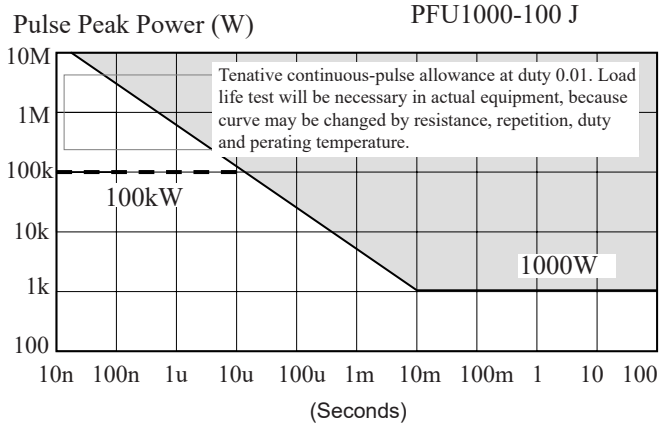 Pulse Peak Power (W)
PFU1000-100 J
10M
1M
100k
10k
1k
100
Tenative continuous-pulse allowance at duty 0.01. Load
life test will be necessary in actual equipment, because
curve may be changed by resistance, repetition, duty
and perating temperature.
100kW
1000W
10n 100n 1u 10u 100u 1m 10m 100m 1 10 100
(Seconds)